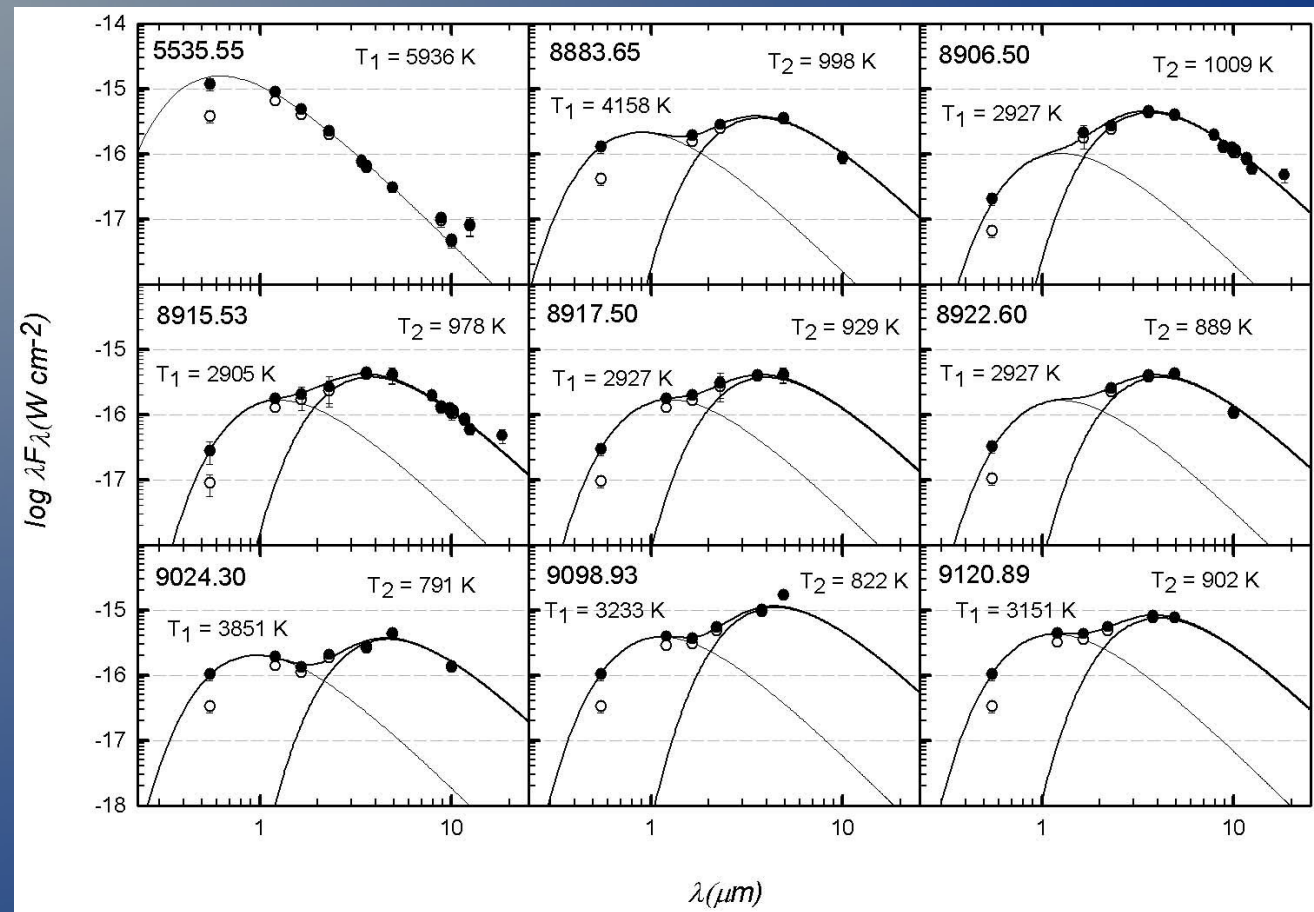 5535.55
T1 = 5936 K
8883.65
T2 = 998 K
T1 = 4158 K
8906.50
T2 = 1009 K
T1 = 2927 K
8915.53
T2 = 978 K
T1 = 2905 K
8917.50
T2 = 929 K
T1 = 2927 K
8922.60
T2 = 889 K
T1 = 2927 K
9024.30
T2 = 791 K
T1 = 3851 K
9098.93
T2 = 822 K
T1 = 3233 K
9120.89
T2 = 902 K
T1 = 3151 K
-14
-15
-16
-17
-15
-16
-17
-15
-16
-17
-18
log λFλ(W cm-2)
1 10 1 10 1 10
λ(μm)